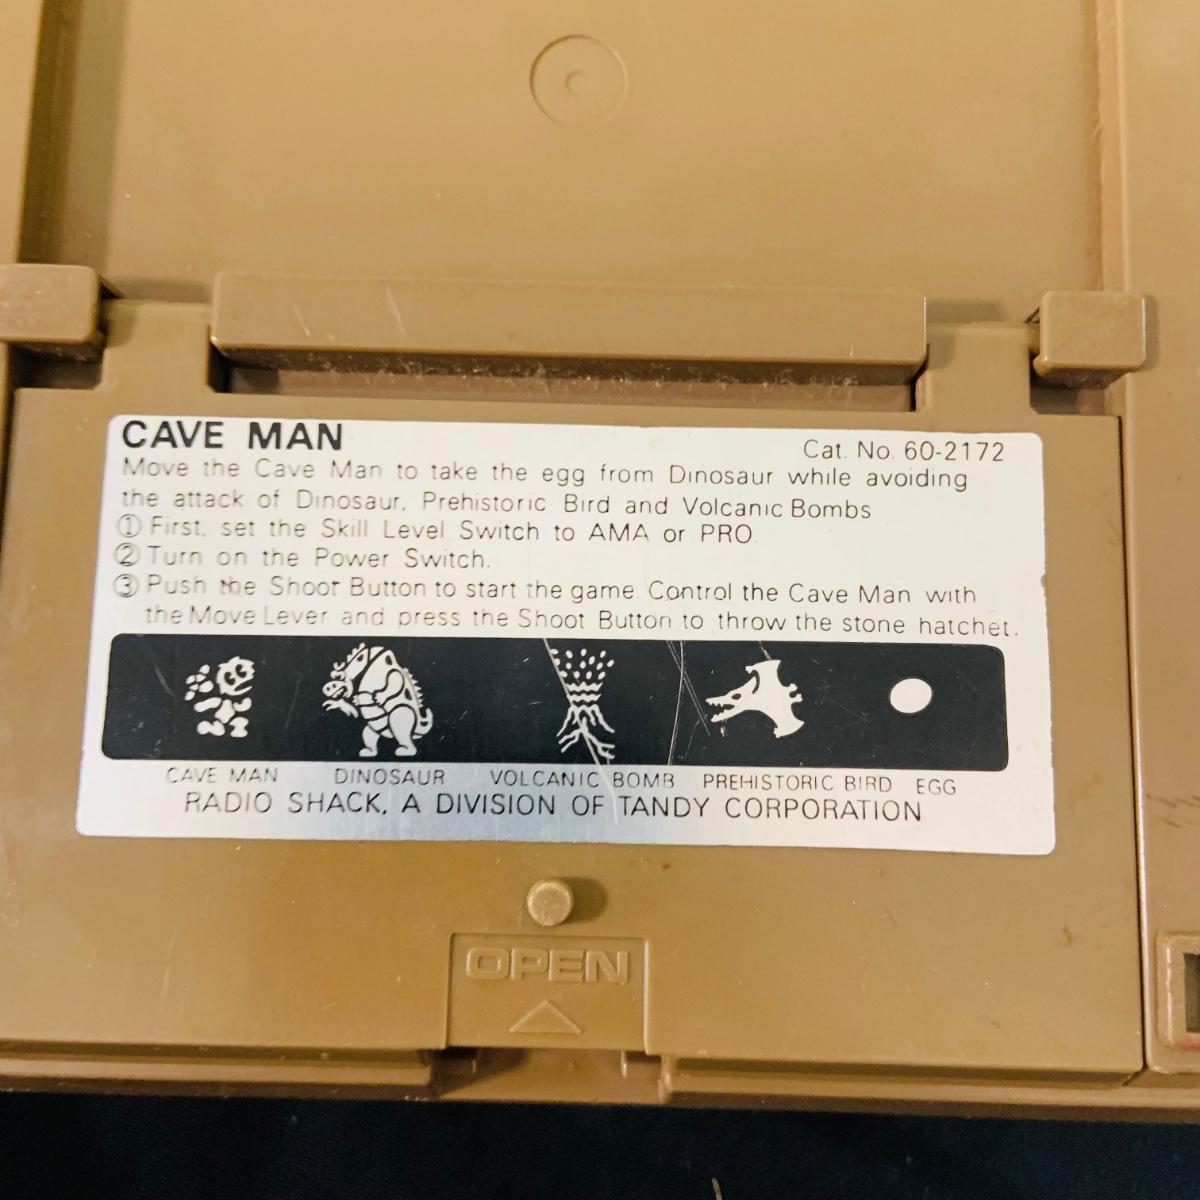 CAVE MAN
Cat. No. 60-2172
Move the Cave Man to take the egg from Dinosaur while avoiding
the attack of Dinosaur, Prehistoric Bird and Volcanic Bombs
① First, set the Skill Level Switch to AMA or PRO.
② Turn on the Power Switch.
③ Push the Shoot Button to start the game. Control the Cave Man with
the Move Lever and press the Shoot Button to throw the stone hatchet.
CAVE MAN DINOSAUR VOLCANIC BOMB PREHISTORIC BIRD EGG
RADIO SHACK, A DIVISION OF TANDY CORPORATION
OPEN